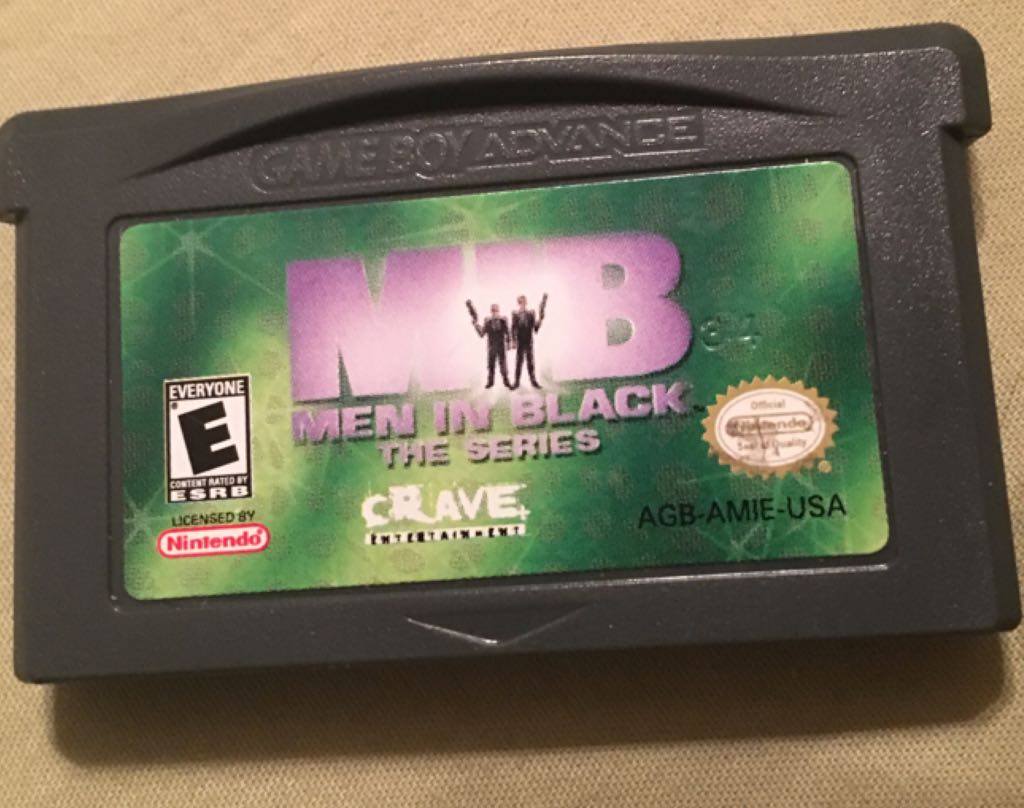 GAME BOY ADVANCE
MIB
MEN IN BLACK™
THE SERIES
EVERYONE
E
CONTENT RATED BY
ESRB
LICENSED BY
Nintendo®
CRAVE
ENTERTAINMENT
Official
Nintendo
Seal of Quality
AGB-AMIE-USA